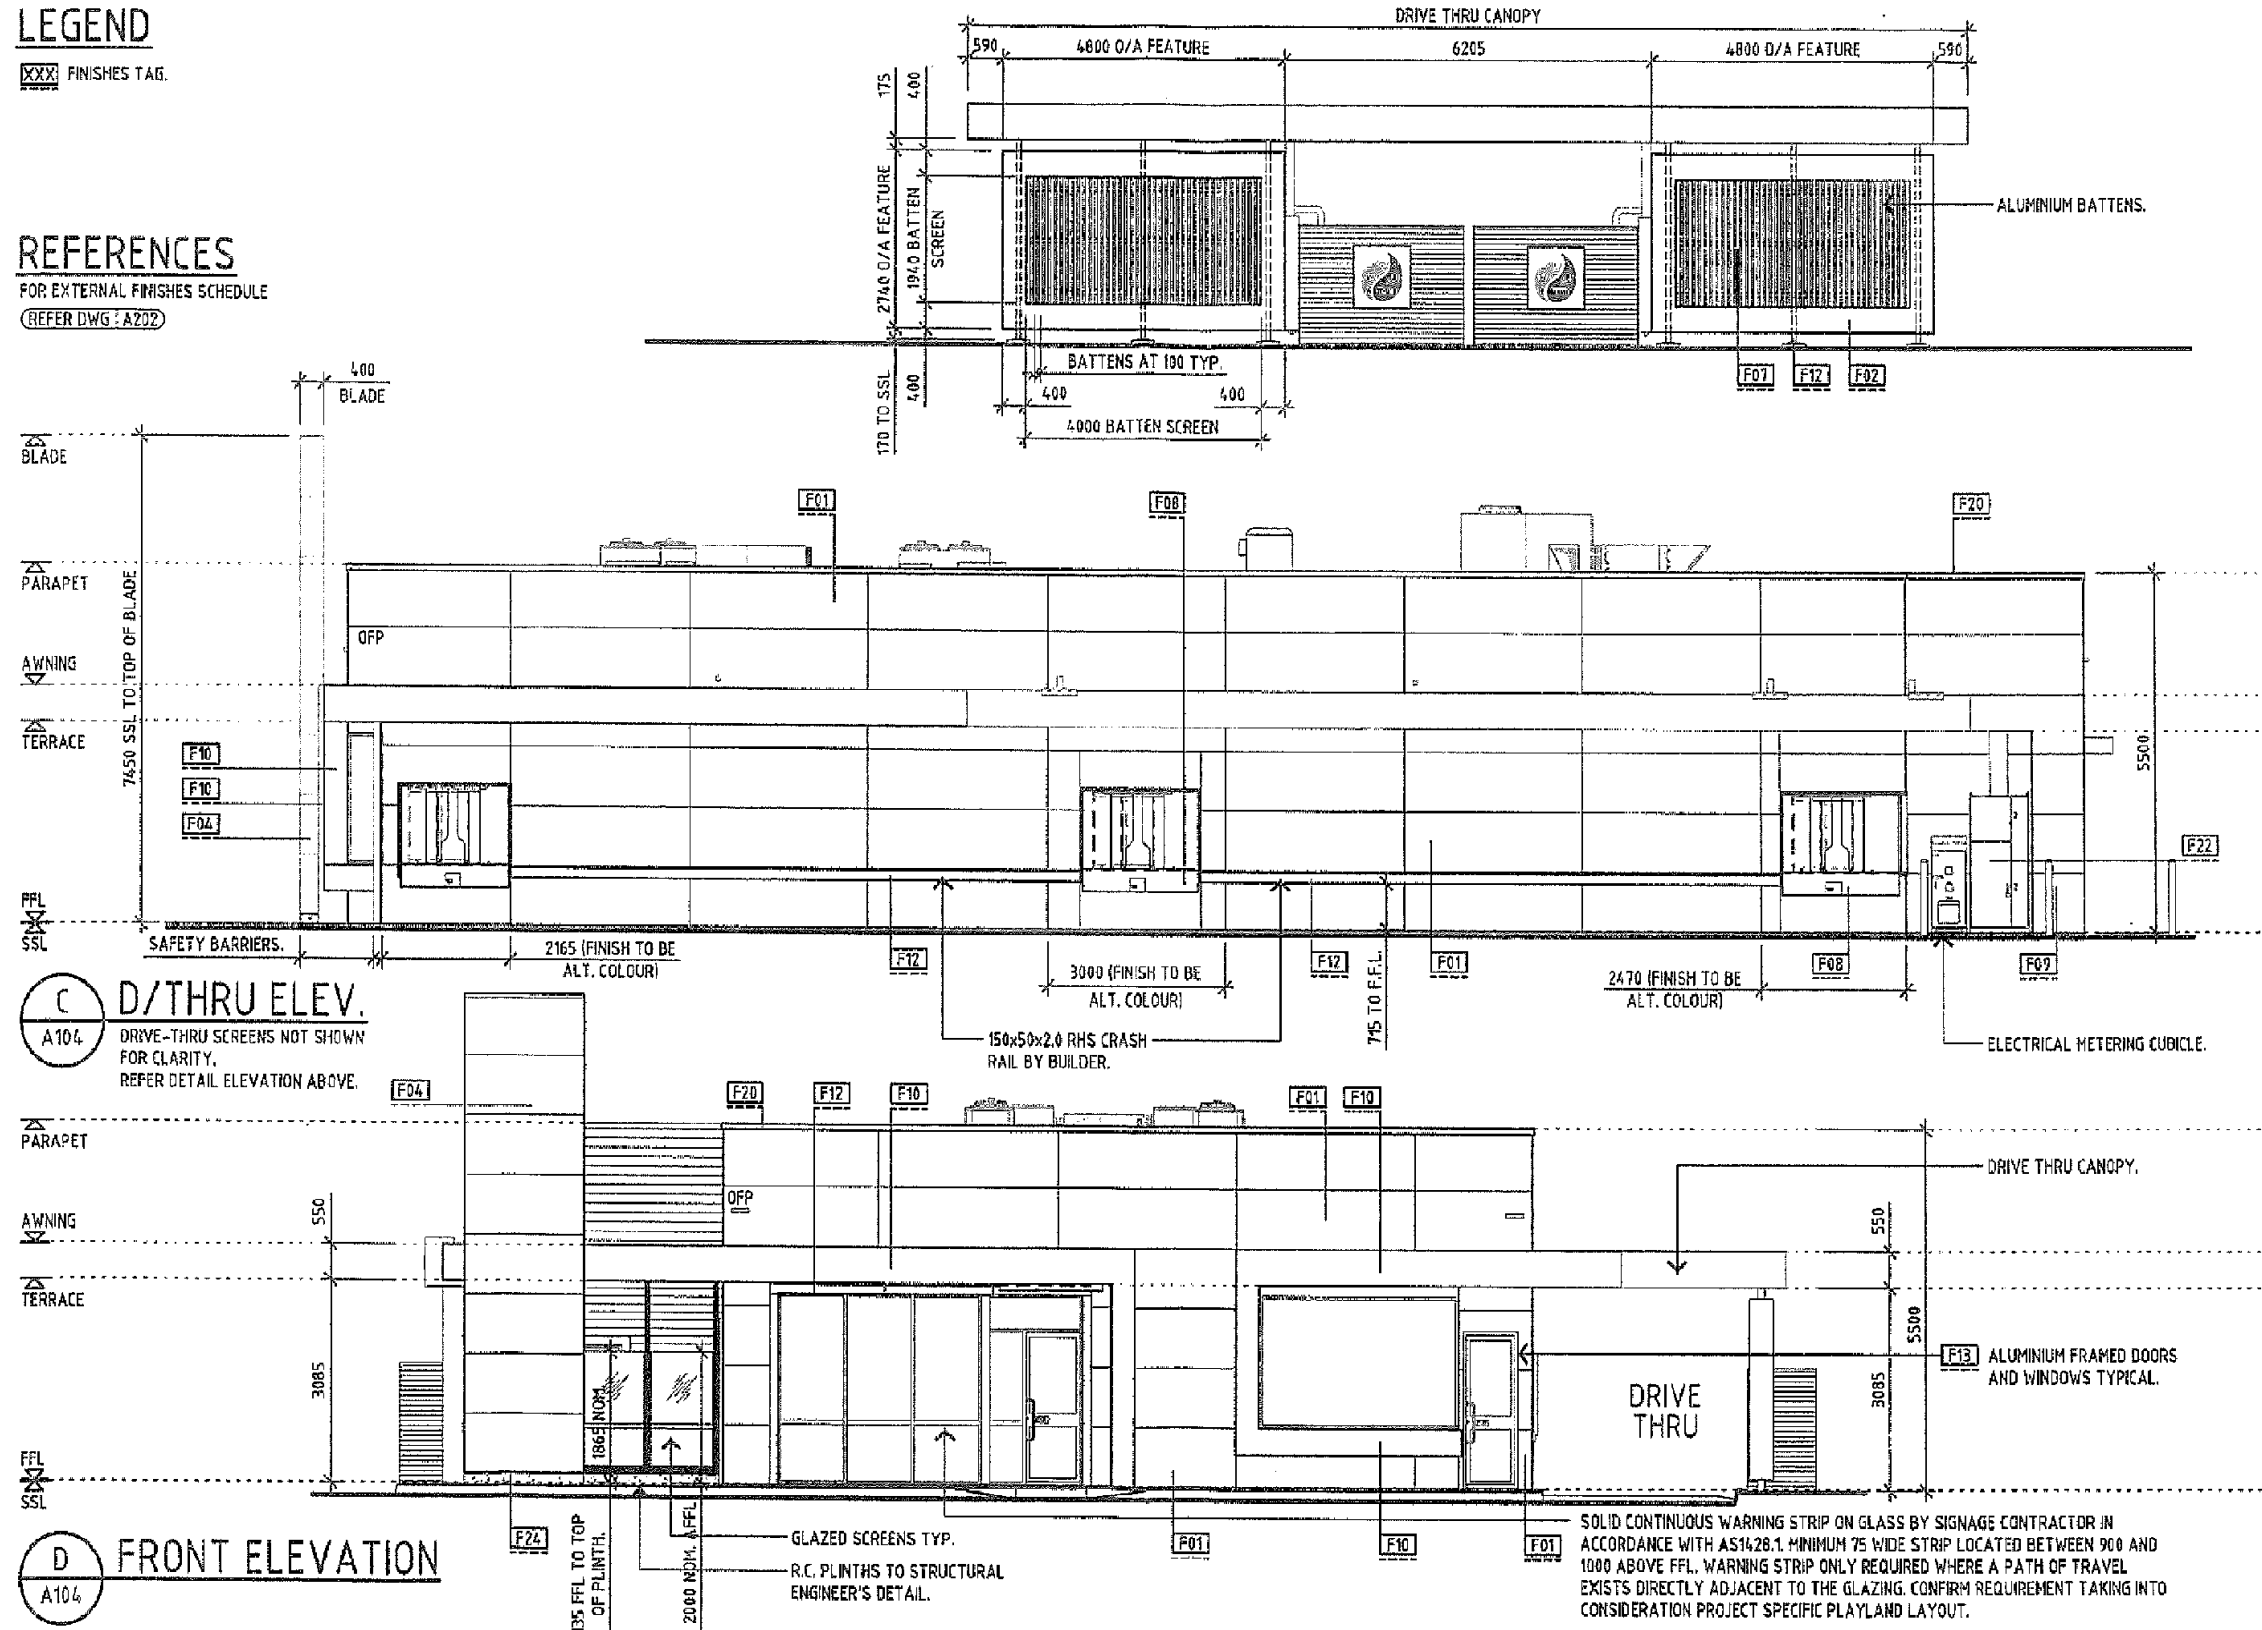 LEGEND
XXX FINISHES TAG.
REFERENCES
FOR EXTERNAL FINISHES SCHEDULE
REFER DWG : A202
DRIVE THRU CANOPY
590
4800 O/A FEATURE
6205
4800 O/A FEATURE
590
175
400
2740 O/A FEATURE
1940 BATTEN
SCREEN
ALUMINIUM BATTENS.
170 TO SSL
400
BATTENS AT 100 TYP.
400
400
4000 BATTEN SCREEN
F07
F12
F02
400
BLADE
BLADE
PARAPET
AWNING
TERRACE
FFL
SSL
7450 SSL TO TOP OF BLADE
F01
F08
F20
OFP
F10
F10
F04
5500
F22
SAFETY BARRIERS.
2165 (FINISH TO BE
ALT. COLOUR)
F12
3000 (FINISH TO BE
ALT. COLOUR)
F12
715 TO F.F.L.
F01
2470 (FINISH TO BE
ALT. COLOUR)
F08
F09
C
A104
D/THRU ELEV.
DRIVE-THRU SCREENS NOT SHOWN
FOR CLARITY.
REFER DETAIL ELEVATION ABOVE.
150x50x2.0 RHS CRASH
RAIL BY BUILDER.
ELECTRICAL METERING CUBICLE.
F04
F20
F12
F10
F01
F10
PARAPET
AWNING
TERRACE
FFL
SSL
550
3085
OFP
DRIVE THRU CANOPY.
550
5500
3085
F13 ALUMINIUM FRAMED DOORS
AND WINDOWS TYPICAL.
DRIVE
THRU
1865 NOM.
135 FFL TO TOP
OF PLINTH.
2000 NOM. AFFL
D
A104
FRONT ELEVATION
F24
GLAZED SCREENS TYP.
R.C. PLINTHS TO STRUCTURAL
ENGINEER'S DETAIL.
F01
F10
F01
SOLID CONTINUOUS WARNING STRIP ON GLASS BY SIGNAGE CONTRACTOR IN
ACCORDANCE WITH AS1428.1. MINIMUM 75 WIDE STRIP LOCATED BETWEEN 900 AND
1000 ABOVE FFL. WARNING STRIP ONLY REQUIRED WHERE A PATH OF TRAVEL
EXISTS DIRECTLY ADJACENT TO THE GLAZING. CONFIRM REQUIREMENT TAKING INTO
CONSIDERATION PROJECT SPECIFIC PLAYLAND LAYOUT.